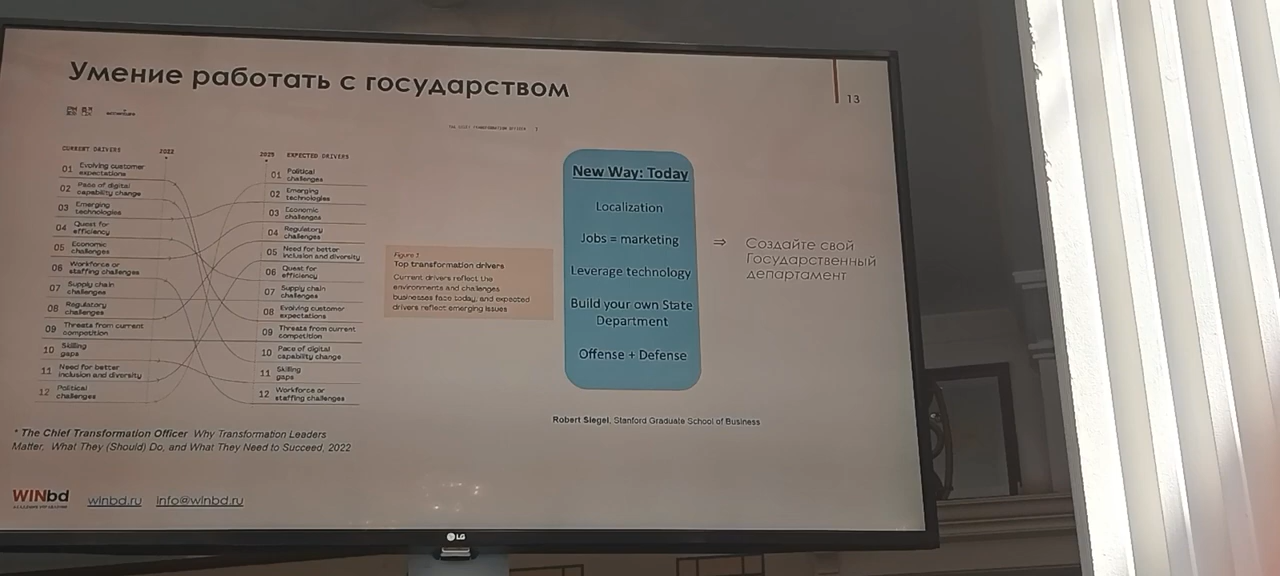 Умение работать с государством
13
accenture
THE CHIEF TRANSFORMATION OFFICER
CURRENT DRIVERS
2022
01 Evolving customer
expectations
02 Pace of digital
capability change
03 Emerging
technologies
04 Quest for
efficiency
05 Economic
challenges
06 Workforce or
staffing challenges
07 Supply chain
challenges
08 Regulatory
challenges
09 Threats from current
competition
10 Skilling
gaps
11 Need for better
inclusion and diversity
12 Political
challenges
2025
EXPECTED DRIVERS
01 Political
challenges
02 Emerging
technologies
03 Economic
challenges
04 Regulatory
challenges
05 Need for better
inclusion and diversity
06 Quest for
efficiency
07 Supply chain
challenges
08 Evolving customer
expectations
09 Threats from current
competition
10 Pace of digital
capability change
11 Skilling
gaps
12 Workforce or
staffing challenges
Figure 1
Top transformation drivers
Current drivers reflect the
environments and challenges
businesses face today, and expected
drivers reflect emerging issues
New Way: Today
Localization
Jobs = marketing
Leverage technology
Build your own State
Department
Offense + Defense
⇒ Создайте свой
Государственный
департамент
Robert Siegel, Stanford Graduate School of Business
* The Chief Transformation Officer Why Transformation Leaders
Matter, What They (Should) Do, and What They Need to Succeed, 2022
WINbd
winbd.ru info@winbd.ru
LG